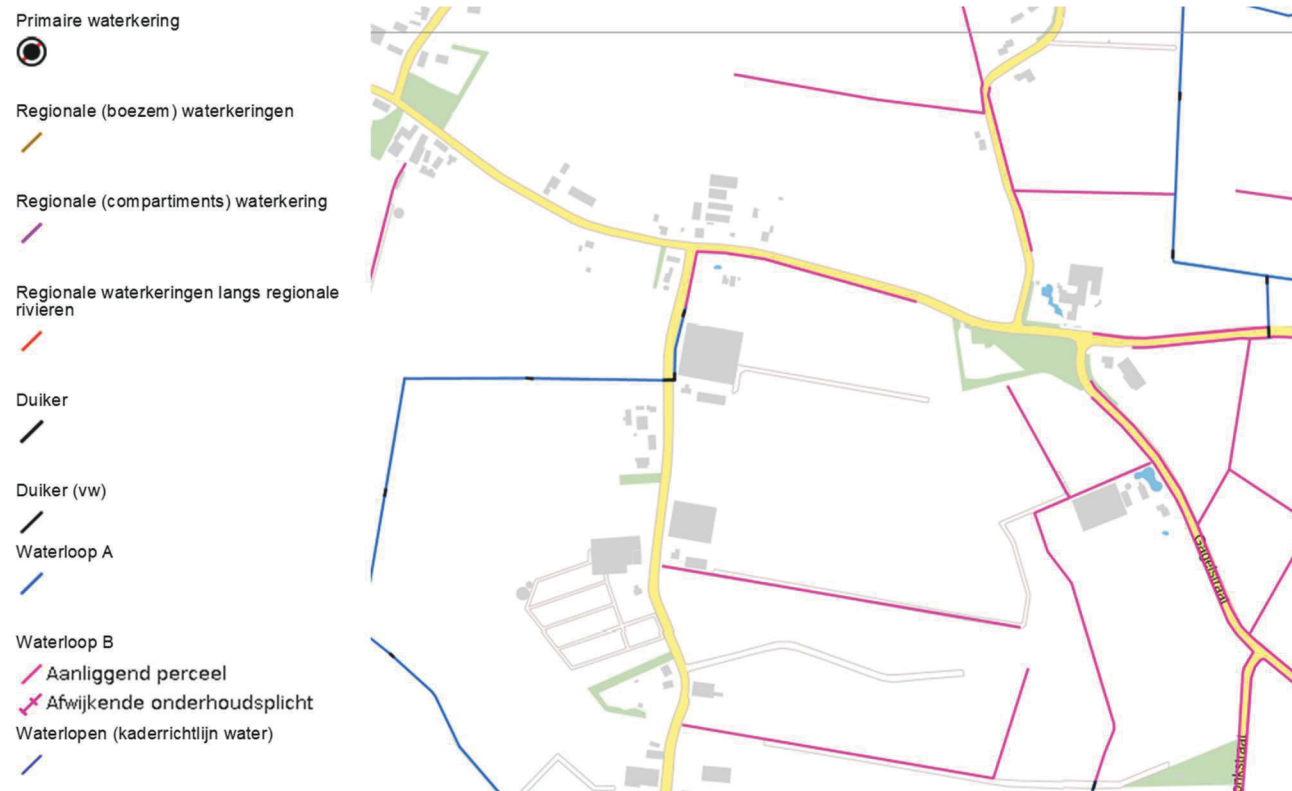 Primaire waterkering
Regionale (boezem) waterkeringen
Regionale (compartiments) waterkering
Regionale waterkeringen langs regionale
rivieren
Duiker
Duiker (vw)
Waterloop A
Waterloop B
Aanliggend perceel
Afwijkende onderhoudsplicht
Waterlopen (kaderrichtlijn water)
Gagelstraat